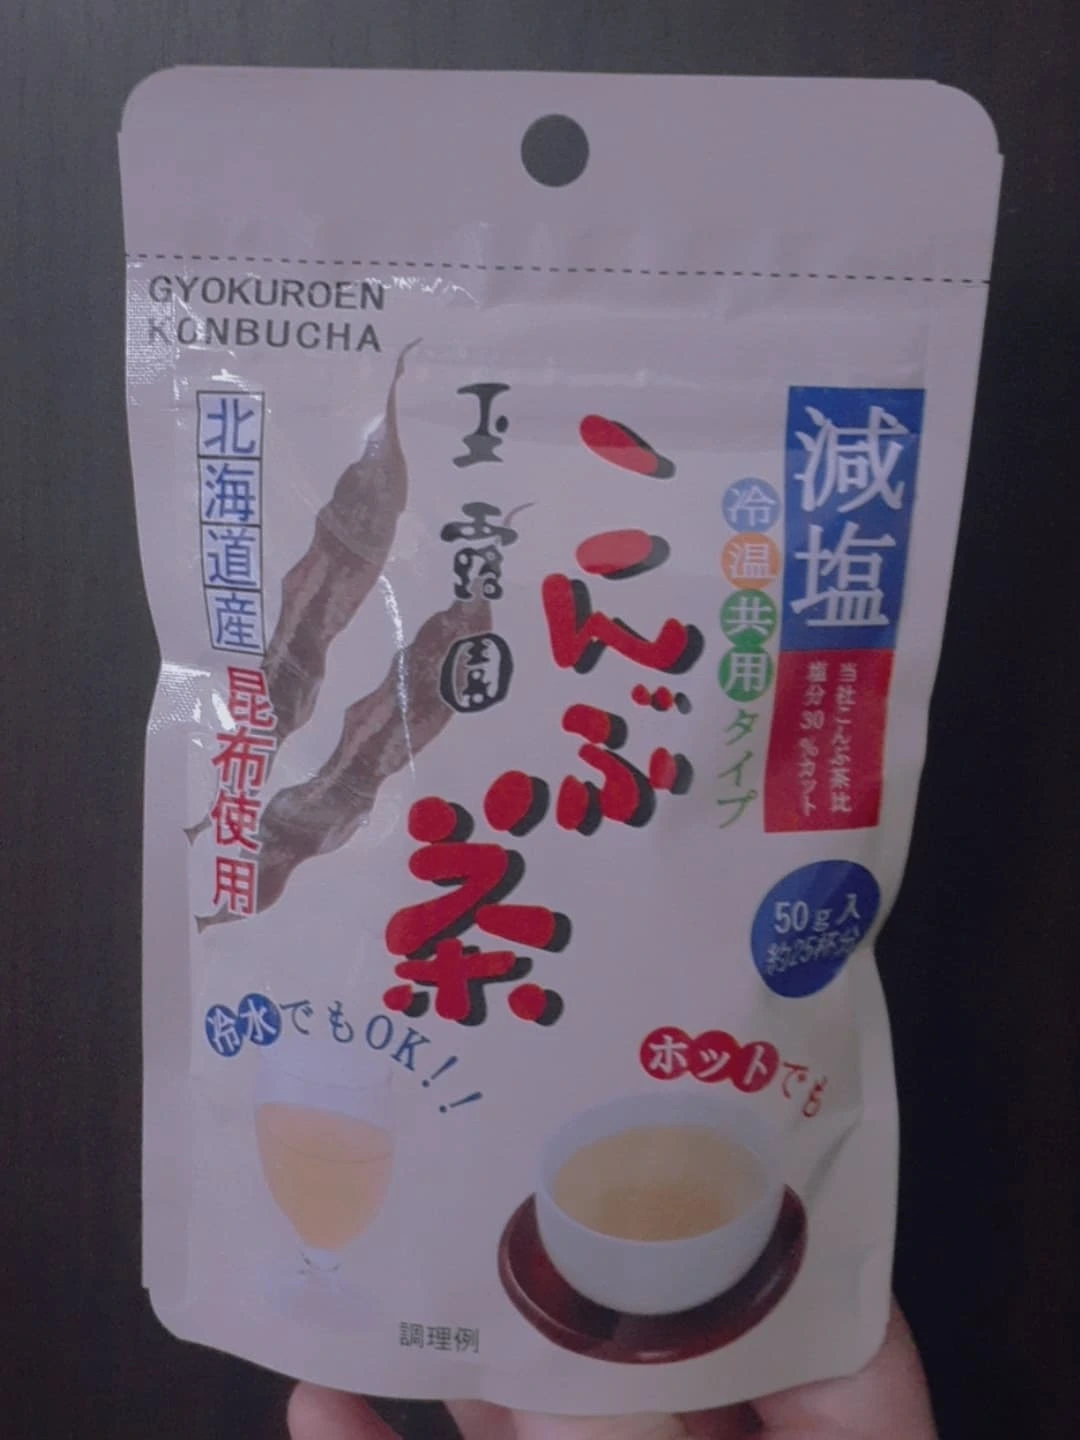 GYOKUROEN
KONBUCHA
減塩
当社こんぶ茶比
塩分30%カット
冷温共用タイプ
こんぶ茶
玉露園
北海道産
昆布使用
50g入
約25杯分
冷水でもOK!!
ホットでも
調理例